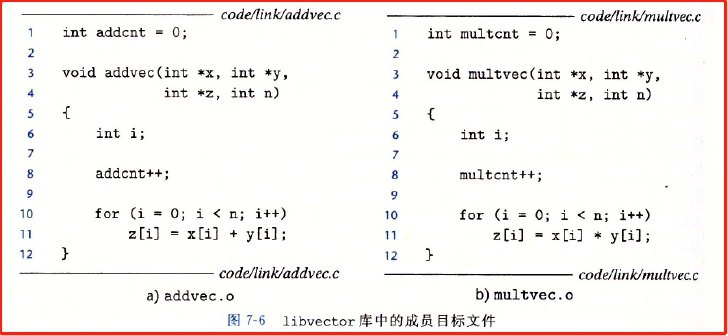 code/link/addvec.c
1 int addcnt = 0;
2
3 void addvec(int *x, int *y,
4 int *z, int n)
5 {
6 int i;
7
8 addcnt++;
9
10 for (i = 0; i < n; i++)
11 z[i] = x[i] + y[i];
12 }
code/link/addvec.c
a) addvec.o
code/link/multvec.c
1 int multcnt = 0;
2
3 void multvec(int *x, int *y,
4 int *z, int n)
5 {
6 int i;
7
8 multcnt++;
9
10 for (i = 0; i < n; i++)
11 z[i] = x[i] * y[i];
12 }
code/link/multvec.c
b) multvec.o
图 7-6 libvector 库中的成员目标文件